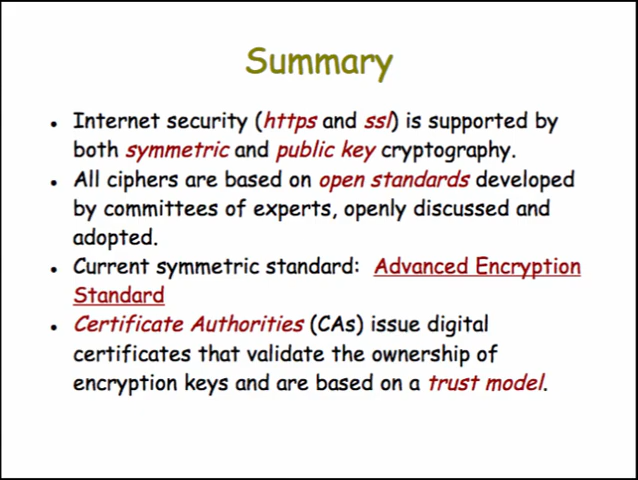 Summary
• Internet security (https and ssl) is supported by
both symmetric and public key cryptography.
• All ciphers are based on open standards developed
by committees of experts, openly discussed and
adopted.
• Current symmetric standard: Advanced Encryption
Standard
• Certificate Authorities (CAs) issue digital
certificates that validate the ownership of
encryption keys and are based on a trust model.